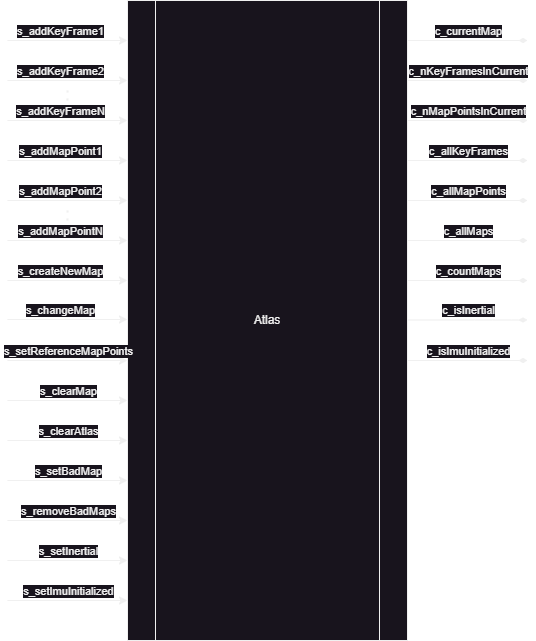 s_addKeyFrame1
s_addKeyFrame2
s_addKeyFrameN
s_addMapPoint1
s_addMapPoint2
s_addMapPointN
s_createNewMap
s_changeMap
s_setReferenceMapPoints
s_clearMap
s_clearAtlas
s_setBadMap
s_removeBadMaps
s_setInertial
s_setImuInitialized
Atlas
c_currentMap
c_nKeyFramesInCurrent
c_nMapPointsInCurrent
c_allKeyFrames
c_allMapPoints
c_allMaps
c_countMaps
c_isInertial
c_isImuInitialized